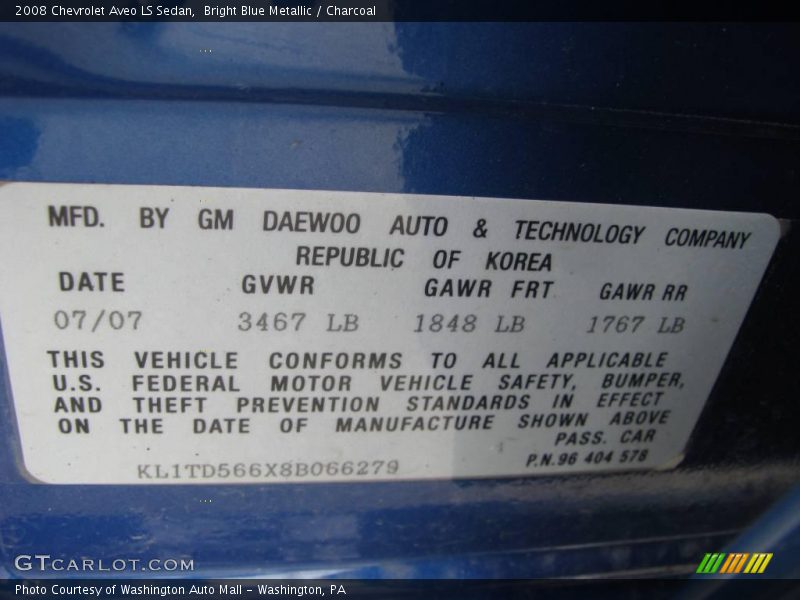 2008 Chevrolet Aveo LS Sedan, Bright Blue Metallic / Charcoal
MFD. BY GM DAEWOO AUTO & TECHNOLOGY COMPANY
REPUBLIC OF KOREA
DATE GVWR GAWR FRT GAWR RR
07/07 3467 LB 1848 LB 1767 LB
THIS VEHICLE CONFORMS TO ALL APPLICABLE
U.S. FEDERAL MOTOR VEHICLE SAFETY, BUMPER,
AND THEFT PREVENTION STANDARDS IN EFFECT
ON THE DATE OF MANUFACTURE SHOWN ABOVE
PASS. CAR
KL1TD566X8B066279 P.N.96 404 578
GTCARLOT.COM
Photo Courtesy of Washington Auto Mall - Washington, PA